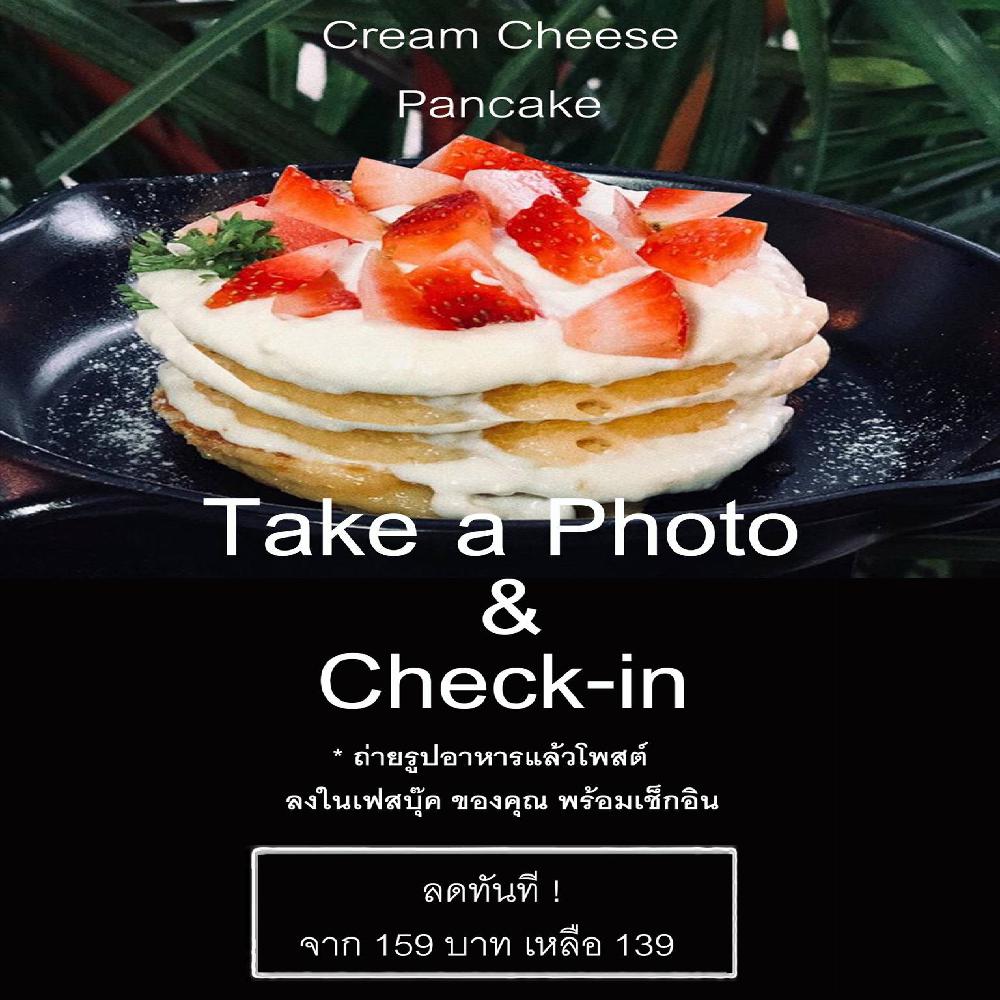 Cream Cheese
Pancake
Take a Photo
&
Check-in
* ถ่ายรูปอาหารแล้วโพสต์
ลงในเฟสบุ๊ค ของคุณ พร้อมเช็กอิน
ลดทันที !
จาก 159 บาท เหลือ 139